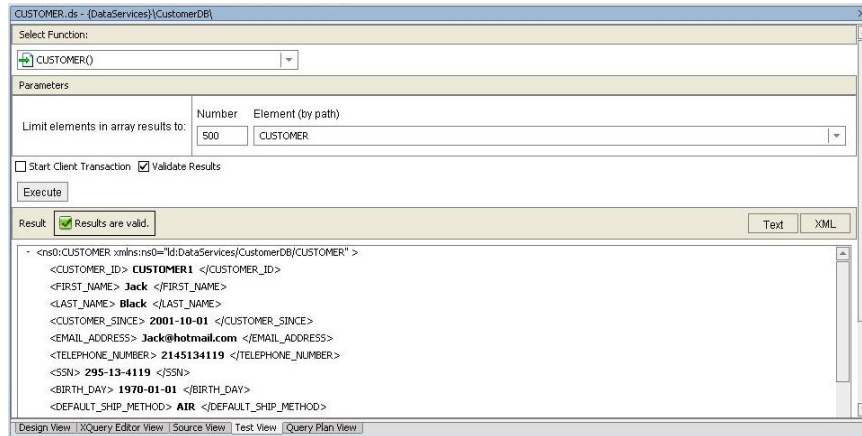 CUSTOMER.ds - {DataServices}\CustomerDB\
Select Function:
CUSTOMER()
Parameters
Number Element (by path)
Limit elements in array results to: 500 CUSTOMER
Start Client Transaction Validate Results
Execute
Result Results are valid. Text XML
- <ns0:CUSTOMER xmlns:ns0="ld:DataServices/CustomerDB/CUSTOMER" >
<CUSTOMER_ID> CUSTOMER1 </CUSTOMER_ID>
<FIRST_NAME> Jack </FIRST_NAME>
<LAST_NAME> Black </LAST_NAME>
<CUSTOMER_SINCE> 2001-10-01 </CUSTOMER_SINCE>
<EMAIL_ADDRESS> Jack@hotmail.com </EMAIL_ADDRESS>
<TELEPHONE_NUMBER> 2145134119 </TELEPHONE_NUMBER>
<SSN> 295-13-4119 </SSN>
<BIRTH_DAY> 1970-01-01 </BIRTH_DAY>
<DEFAULT_SHIP_METHOD> AIR </DEFAULT_SHIP_METHOD>
Design View XQuery Editor View Source View Test View Query Plan View